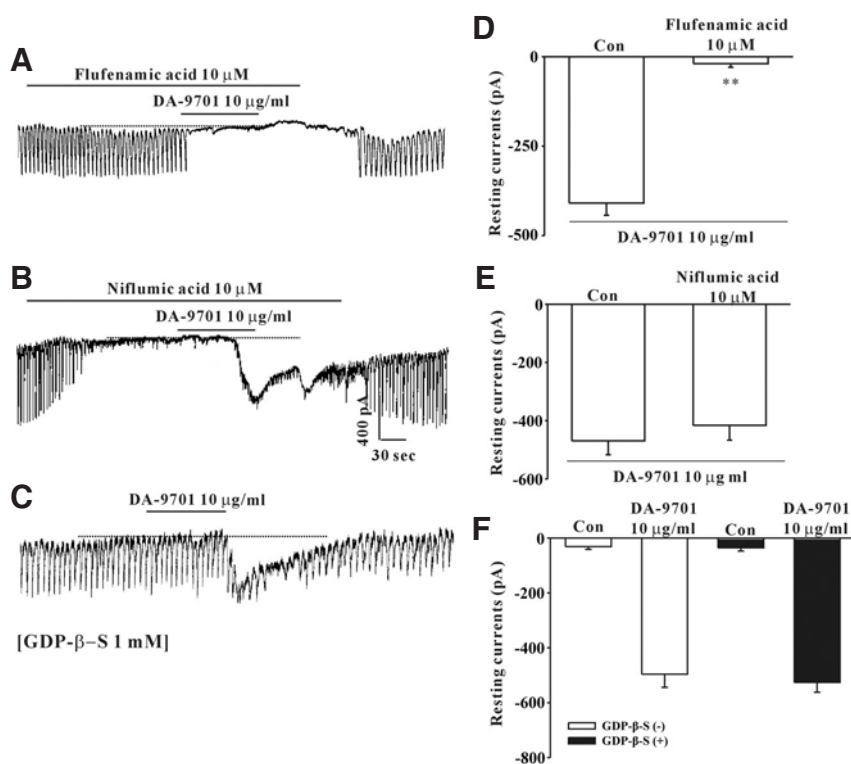 A
Flufenamic acid 10 μM
DA-9701 10 μg/ml
B
Niflumic acid 10 μM
DA-9701 10 μg/ml
400 pA
30 sec
C
DA-9701 10 μg/ml
[GDP-β-S 1 mM]
D
Flufenamic acid
Con
10 μM
0
**
-250
-500
Resting currents (pA)
DA-9701 10 μg/ml
E
Niflumic acid
Con
10 μM
0
-200
-400
-600
Resting currents (pA)
DA-9701 10 μg ml
F
DA-9701
DA-9701
Con
10 μg/ml
Con
10 μg/ml
0
-200
-400
-600
-800
Resting currents (pA)
GDP-β-S (-)
GDP-β-S (+)